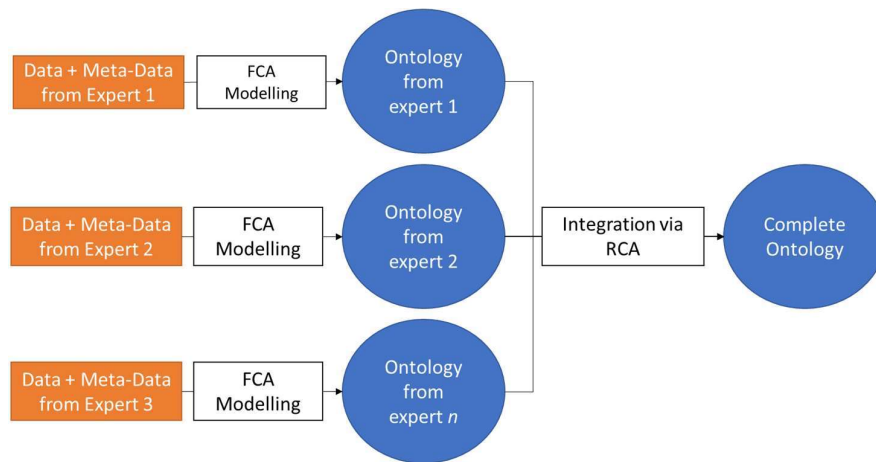 Data + Meta-Data
from Expert 1
FCA
Modelling
Ontology
from
expert 1
Data + Meta-Data
from Expert 2
FCA
Modelling
Ontology
from
expert 2
Integration via
RCA
Complete
Ontology
Data + Meta-Data
from Expert 3
FCA
Modelling
Ontology
from
expert n